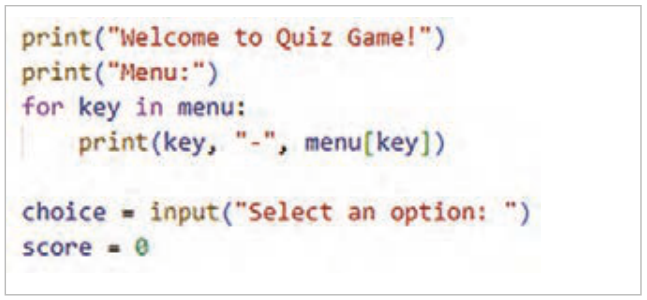 print("Welcome to Quiz Game!")
print("Menu:")
for key in menu:
    print(key, "-", menu[key])
choice = input("Select an option: ")
score = 0